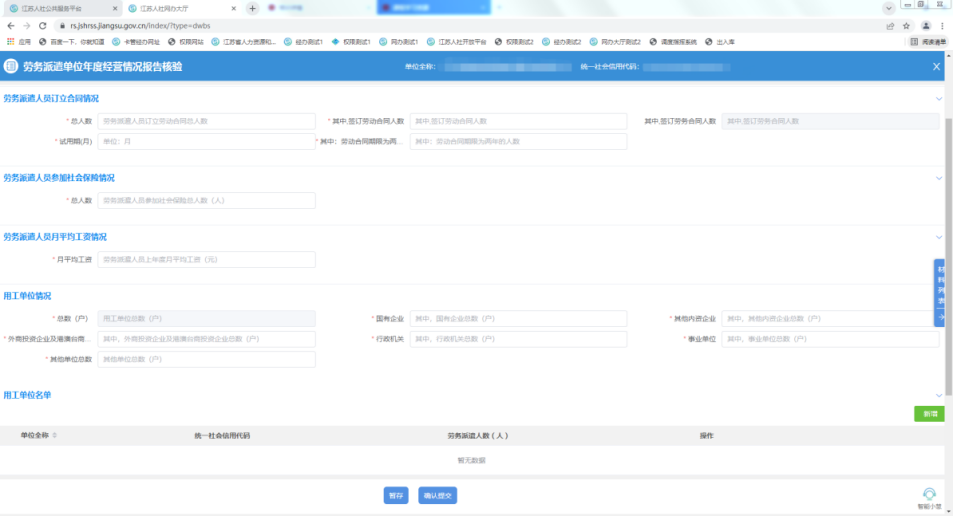 江苏人社公共服务平台
江苏人社网办大厅
rs.jshrss.jiangsu.gov.cn/index/?type=dwbs
应用 百度一下，你就知道 卡管经办网址 权限网站 江苏省人力资源和... 经办测试1 权限测试1 网办测试1 江苏人社开放平台 权限测试2 经办测试2 网办大厅测试2 调度指挥系统 出入库 阅读清单
劳务派遣单位年度经营情况报告核验 单位全称： 统一社会信用代码： X
劳务派遣人员订立合同情况
* 总人数 劳务派遣人员订立劳动合同总人数 * 其中,签订劳动合同人数 其中,签订劳动合同人数 其中,签订劳务合同人数 其中,签订劳务合同人数
* 试用期(月) 单位：月 * 其中：劳动合同期限为两... 其中：劳动合同期限为两年的人数
劳务派遣人员参加社会保险情况
* 总人数 劳务派遣人员参加社会保险总人数（人）
劳务派遣人员月平均工资情况
* 月平均工资 劳务派遣人员上年度月平均工资（元）
材料列表
用工单位情况
* 总数（户） 用工单位总数（户） * 国有企业 其中，国有企业总数（户） * 其他内资企业 其中，其他内资企业总数（户）
* 外商投资企业及港澳台商... 其中，外商投资企业及港澳台商投资企业总数（户） * 行政机关 其中，行政机关总数（户） * 事业单位 其中，事业单位总数（户）
* 其他单位总数 其他单位总数（户）
用工单位名单
新增
单位全称 统一社会信用代码 劳务派遣人数（人） 操作
暂无数据
暂存 确认提交
智能小慧